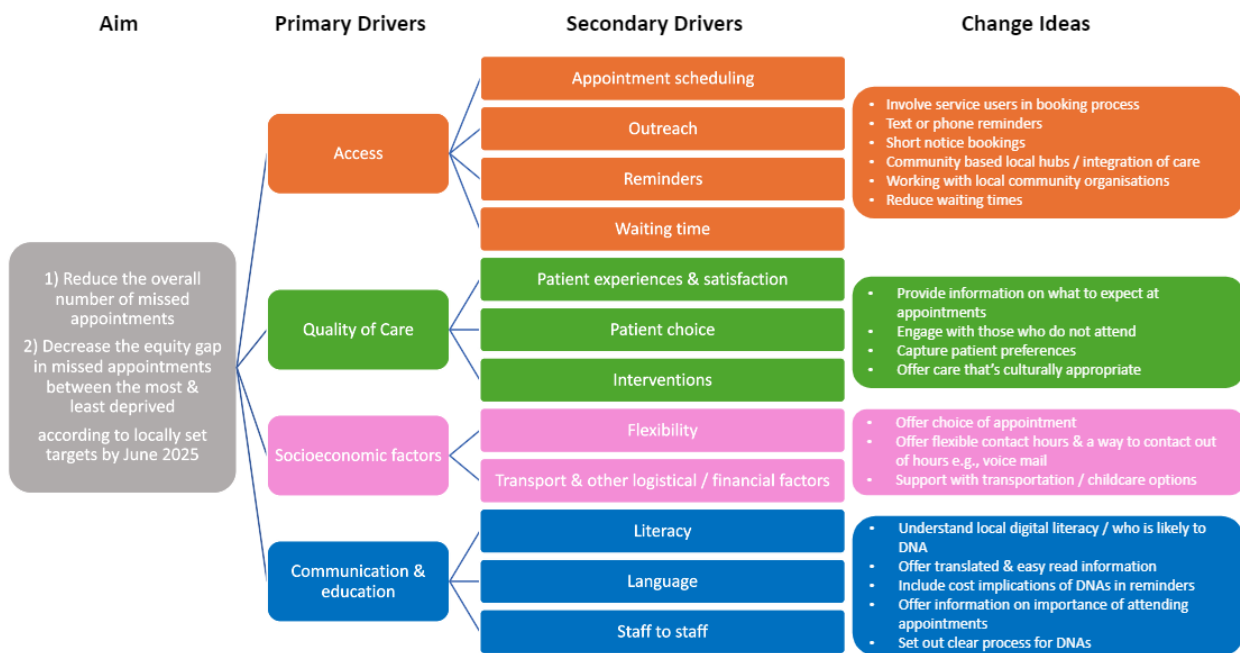 Aim
Primary Drivers
Secondary Drivers
Change Ideas
1) Reduce the overall
number of missed
appointments
2) Decrease the equity gap
in missed appointments
between the most &
least deprived
according to locally set
targets by June 2025
Access
Appointment scheduling
Outreach
Reminders
Waiting time
• Involve service users in booking process
• Text or phone reminders
• Short notice bookings
• Community based local hubs / integration of care
• Working with local community organisations
• Reduce waiting times
Quality of Care
Patient experiences & satisfaction
Patient choice
Interventions
• Provide information on what to expect at
appointments
• Engage with those who do not attend
• Capture patient preferences
• Offer care that's culturally appropriate
Socioeconomic factors
Flexibility
Transport & other logistical / financial factors
• Offer choice of appointment
• Offer flexible contact hours & a way to contact out
of hours e.g., voice mail
• Support with transportation / childcare options
Communication &
education
Literacy
Language
Staff to staff
• Understand local digital literacy / who is likely to
DNA
• Offer translated & easy read information
• Include cost implications of DNAs in reminders
• Offer information on importance of attending
appointments
• Set out clear process for DNAs